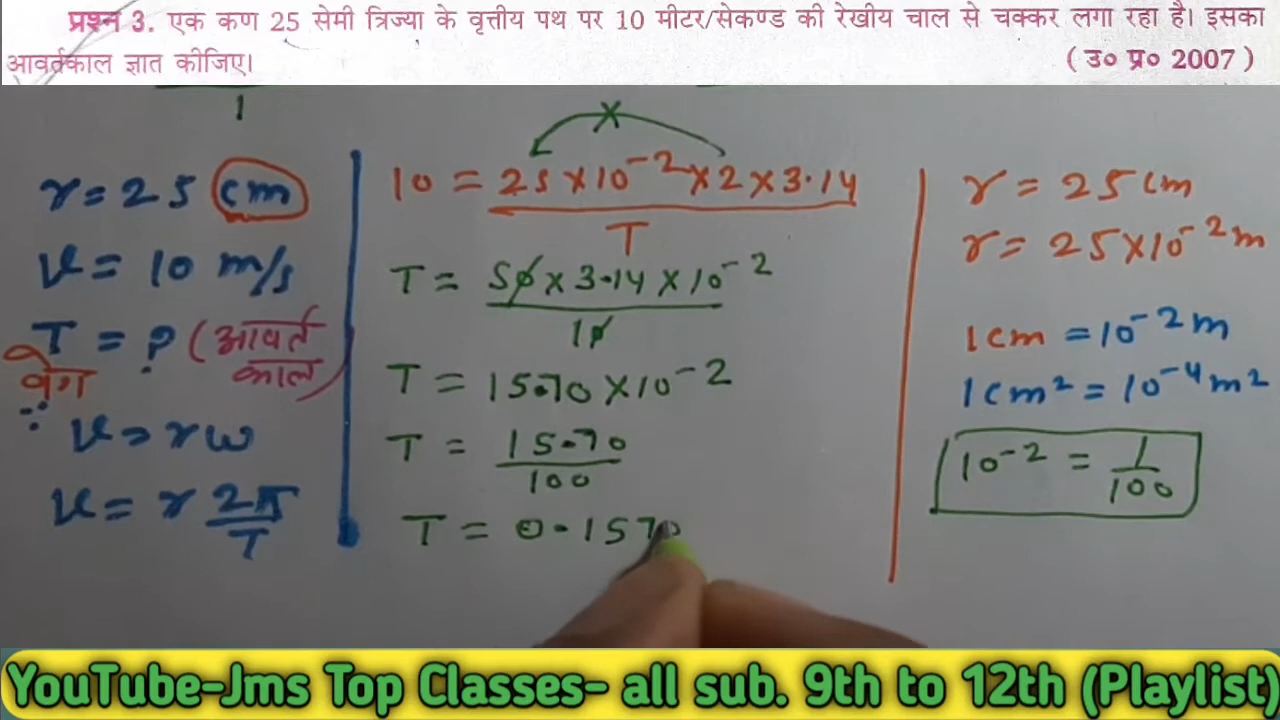 प्रश्न 3. एक कण 25 सेमी त्रिज्या के वृत्तीय पथ पर 10 मीटर/सेकण्ड की रेखीय चाल से चक्कर लगा रहा है। इसका
आवर्तकाल ज्ञात कीजिए।
( उ० प्र० 2007 )
1
r = 25 cm
v = 10 m/s
T = ? (आवर्त
काल)
वेग
∵ v = rω
v = r 2π/T
10 = 25 × 10⁻² × 2 × 3.14 / T
T = 50 × 3.14 × 10⁻² / 10
T = 15.70 × 10⁻²
T = 15.70 / 100
T = 0.1570
r = 25 cm
r = 25 × 10⁻² m
1 cm = 10⁻² m
1 cm² = 10⁻⁴ m²
10⁻² = 1/100
YouTube-Jms Top Classes- all sub. 9th to 12th (Playlist)